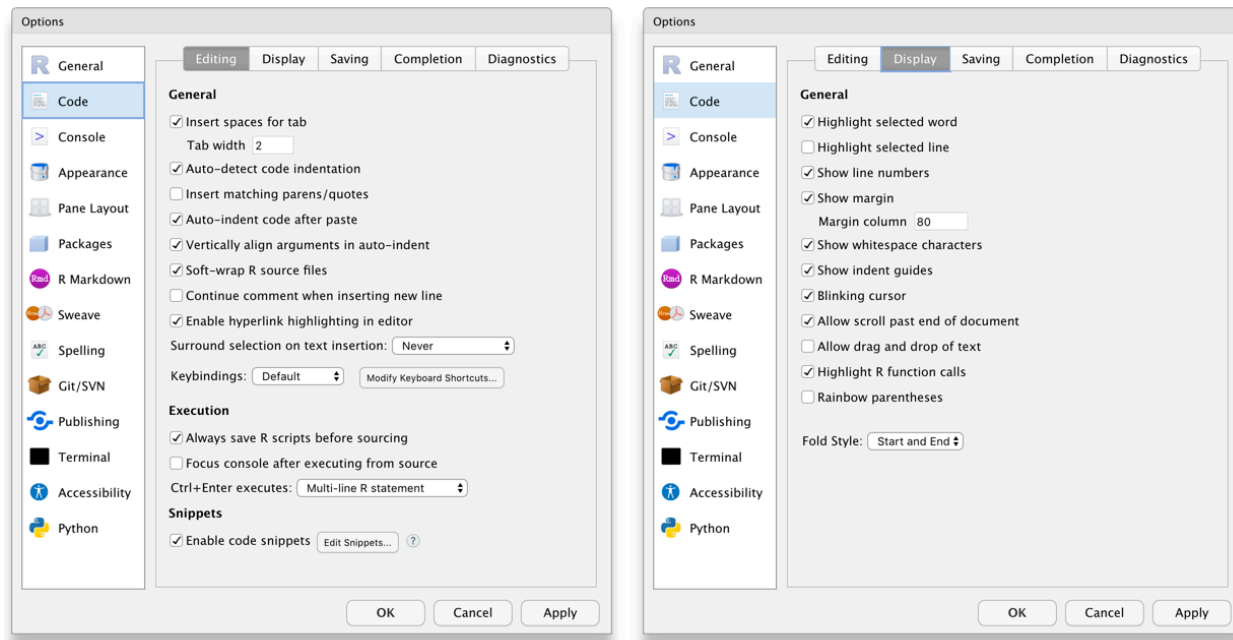 Options
General
Code
Console
Appearance
Pane Layout
Packages
Rmd R Markdown
Sweave
ABC Spelling
Git/SVN
Publishing
Terminal
Accessibility
Python
Editing Display Saving Completion Diagnostics
General
Insert spaces for tab
Tab width 2
Auto-detect code indentation
Insert matching parens/quotes
Auto-indent code after paste
Vertically align arguments in auto-indent
Soft-wrap R source files
Continue comment when inserting new line
Enable hyperlink highlighting in editor
Surround selection on text insertion: Never
Keybindings: Default Modify Keyboard Shortcuts...
Execution
Always save R scripts before sourcing
Focus console after executing from source
Ctrl+Enter executes: Multi-line R statement
Snippets
Enable code snippets Edit Snippets... ?
OK Cancel Apply
Options
General
Code
Console
Appearance
Pane Layout
Packages
Rmd R Markdown
Sweave
ABC Spelling
Git/SVN
Publishing
Terminal
Accessibility
Python
Editing Display Saving Completion Diagnostics
General
Highlight selected word
Highlight selected line
Show line numbers
Show margin
Margin column 80
Show whitespace characters
Show indent guides
Blinking cursor
Allow scroll past end of document
Allow drag and drop of text
Highlight R function calls
Rainbow parentheses
Fold Style: Start and End
OK Cancel Apply